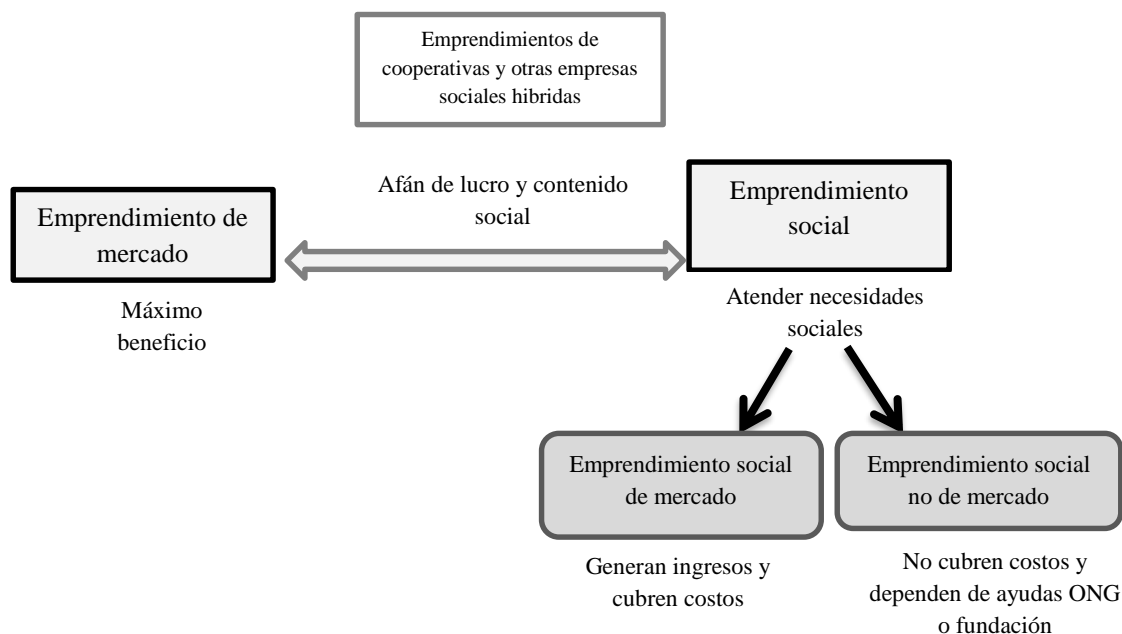 Emprendimientos de
cooperativas y otras empresas
sociales hibridas
Afán de lucro y contenido
social
Emprendimiento de
mercado
Máximo
beneficio
Emprendimiento
social
Atender necesidades
sociales
Emprendimiento social
de mercado
Generan ingresos y
cubren costos
Emprendimiento social
no de mercado
No cubren costos y
dependen de ayudas ONG
o fundación